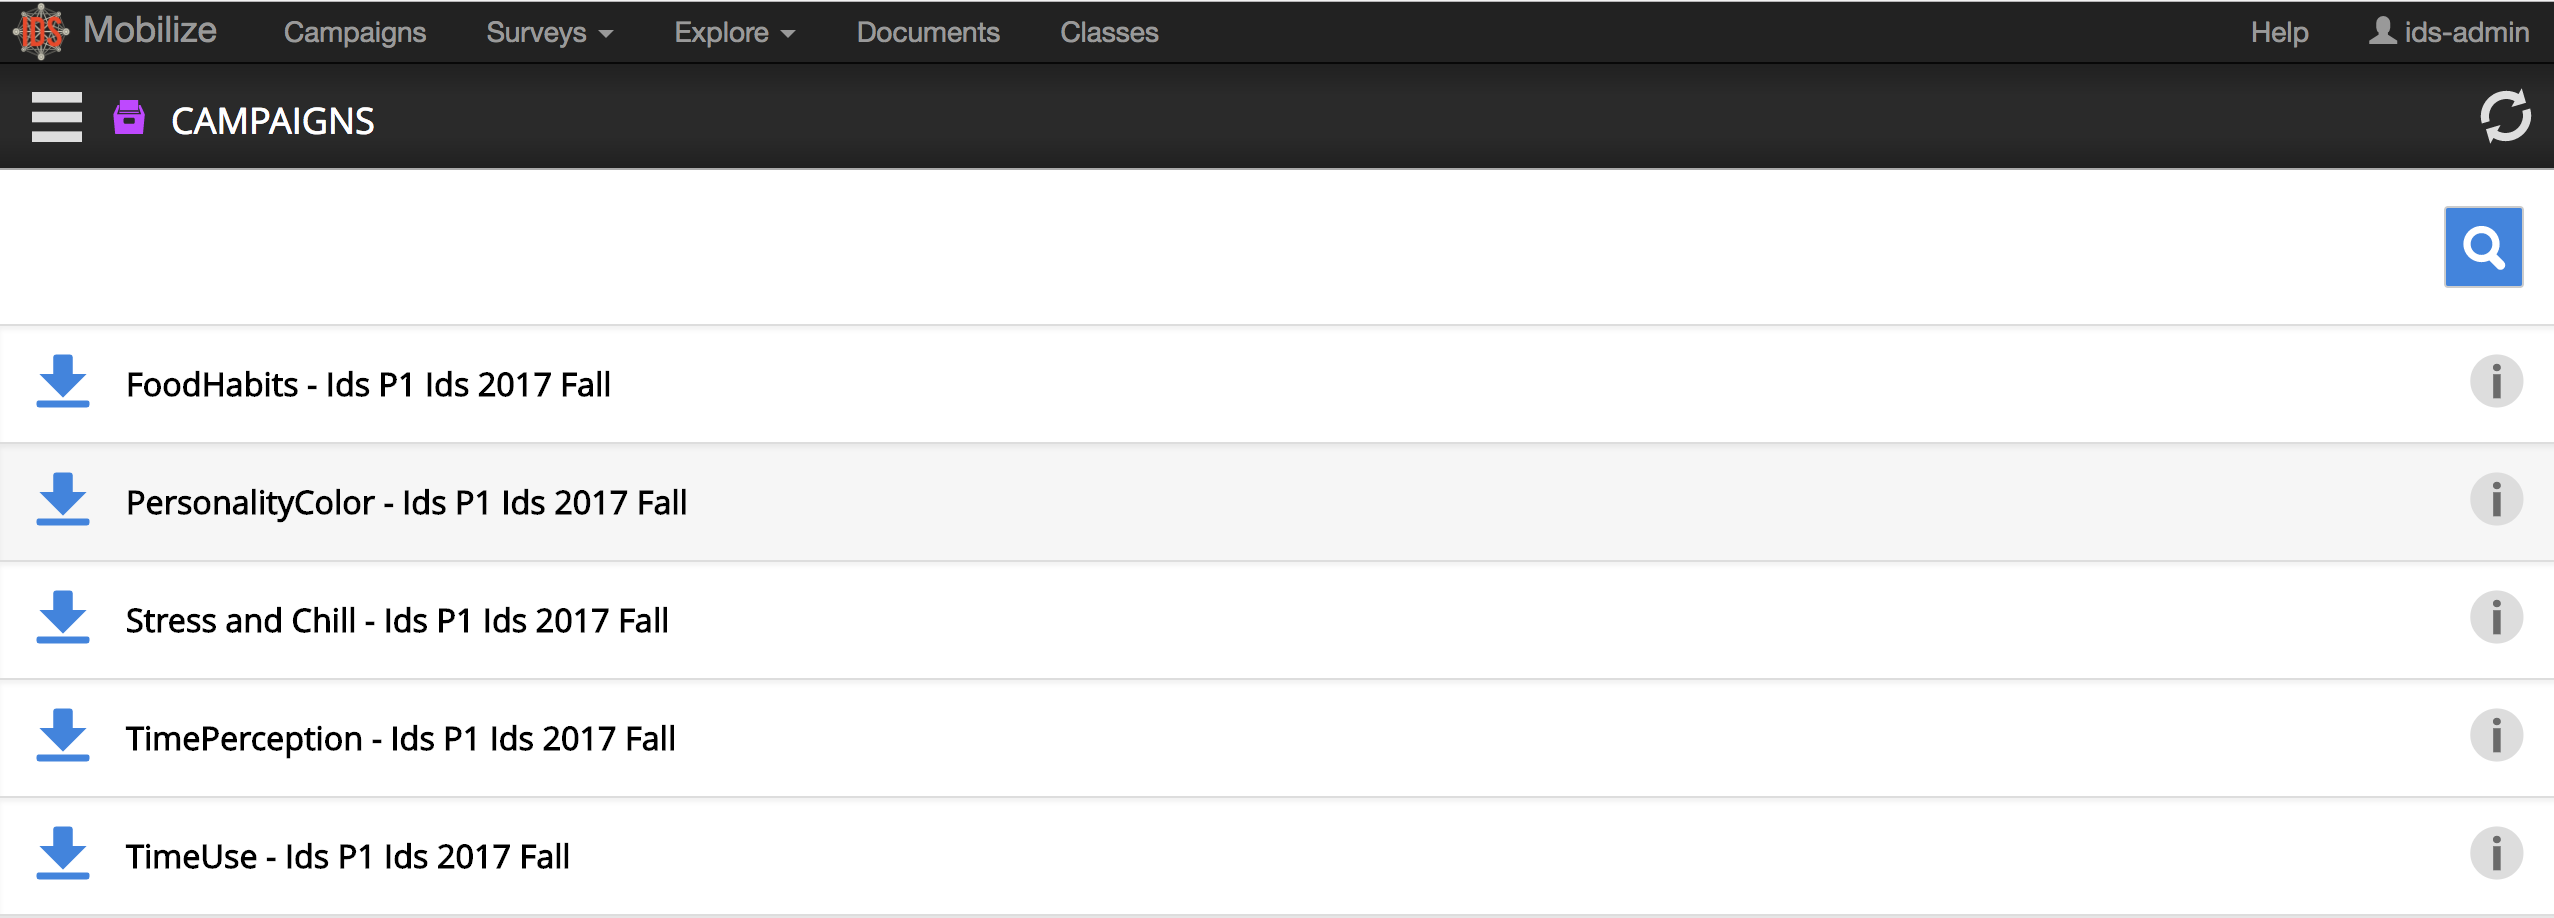 IDS Mobilize Campaigns Surveys Explore Documents Classes Help ids-admin
CAMPAIGNS
FoodHabits - Ids P1 Ids 2017 Fall
PersonalityColor - Ids P1 Ids 2017 Fall
Stress and Chill - Ids P1 Ids 2017 Fall
TimePerception - Ids P1 Ids 2017 Fall
TimeUse - Ids P1 Ids 2017 Fall